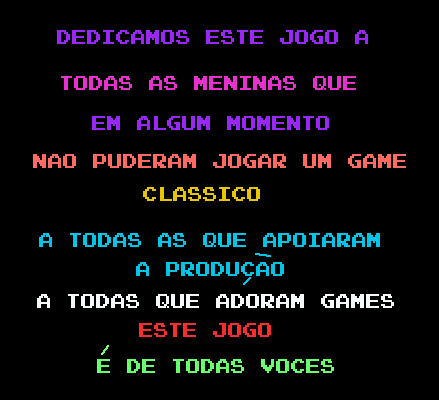 DEDICAMOS ESTE JOGO A
TODAS AS MENINAS QUE
EM ALGUM MOMENTO
NAO PUDERAM JOGAR UM GAME
CLASSICO
A TODAS AS QUE APOIARAM
A PRODUÇÃO
A TODAS QUE ADORAM GAMES
ESTE JOGO
É DE TODAS VOCES